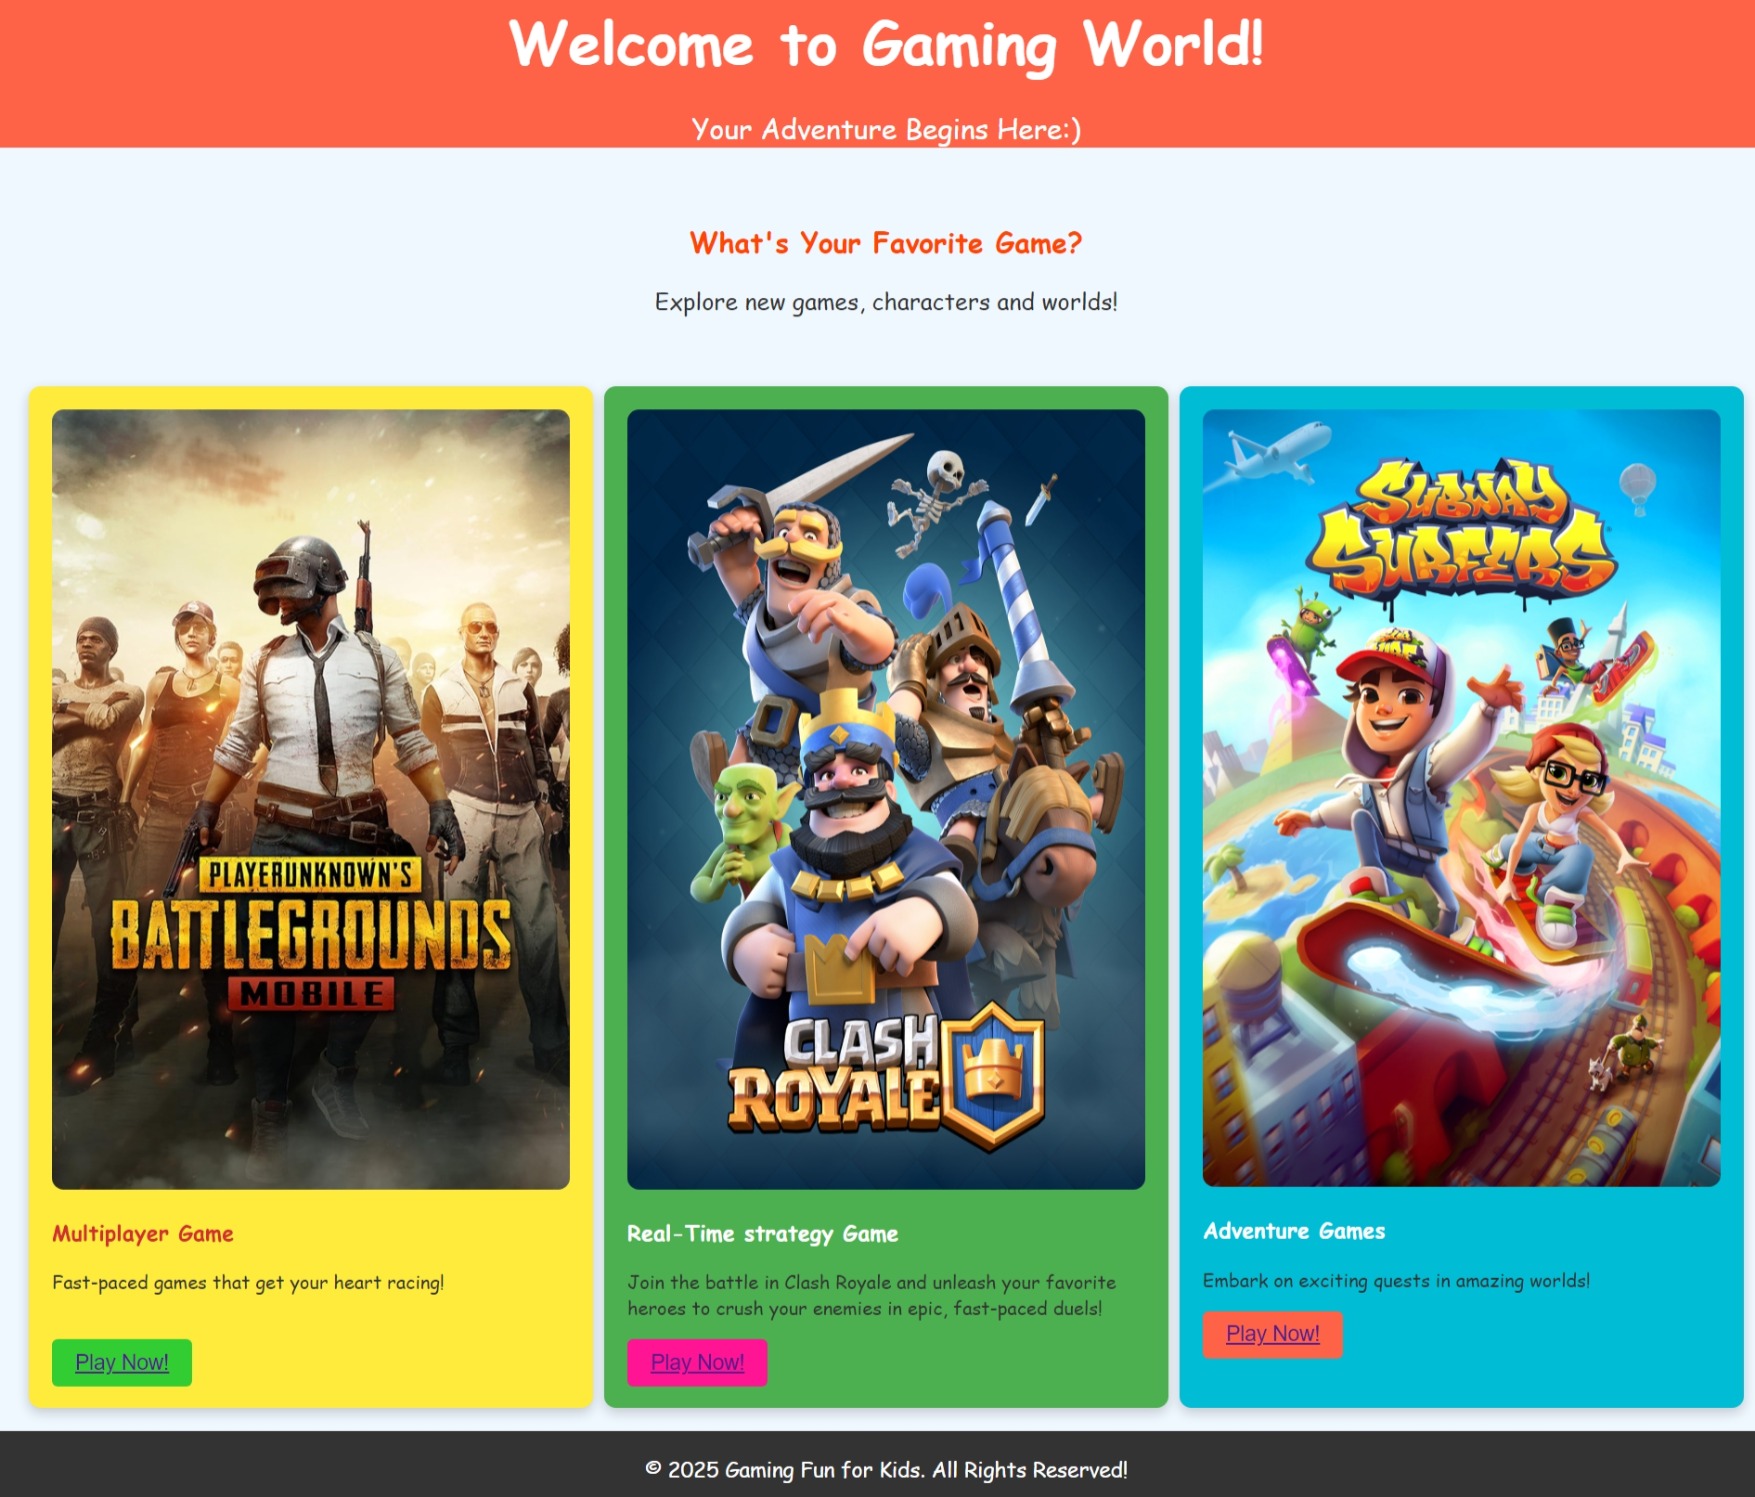 Welcome to Gaming World!
Your Adventure Begins Here:)
What's Your Favorite Game?
Explore new games, characters and worlds!
PLAYERUNKNOWN'S
BATTLEGROUNDS
MOBILE
Multiplayer Game
Fast-paced games that get your heart racing!
Play Now!
CLASH
ROYALE
Real-Time strategy Game
Join the battle in Clash Royale and unleash your favorite
heroes to crush your enemies in epic, fast-paced duels!
Play Now!
SUBWAY
SURFERS
Adventure Games
Embark on exciting quests in amazing worlds!
Play Now!
© 2025 Gaming Fun for Kids. All Rights Reserved!